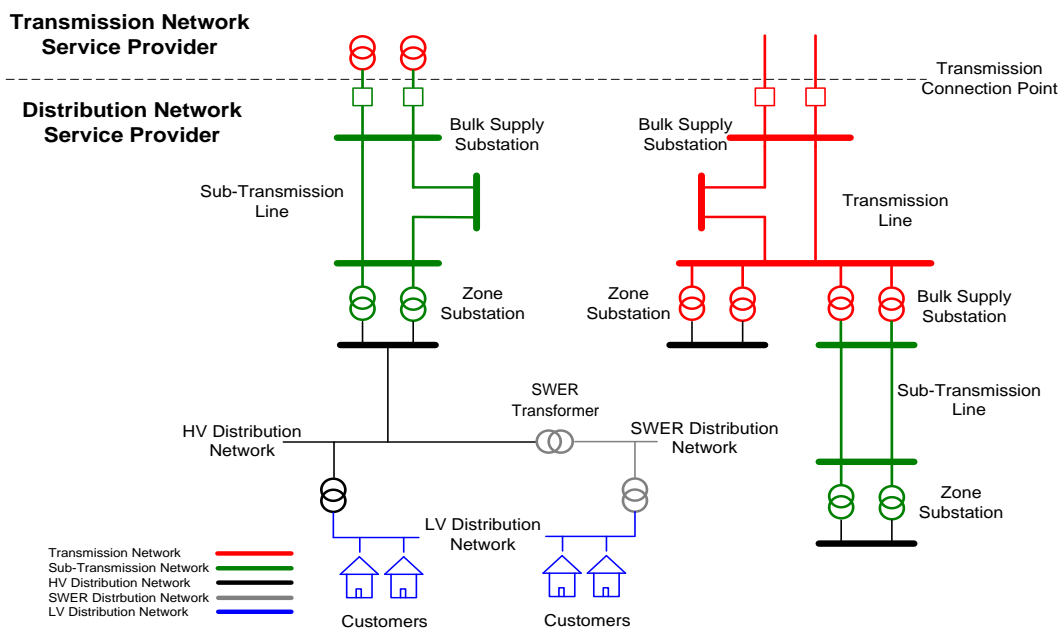 Transmission Network
Service Provider
Transmission
Connection Point
Distribution Network
Service Provider
Bulk Supply
Substation
Bulk Supply
Substation
Sub-Transmission
Line
Transmission
Line
Zone
Substation
Zone
Substation
Bulk Supply
Substation
SWER
Transformer
Sub-Transmission
Line
HV Distribution
Network
SWER Distribution
Network
Zone
Substation
LV Distribution
Network
Transmission Network
Sub-Transmission Network
HV Distribution Network
SWER Distrbution Network
LV Distribution Network
Customers
Customers